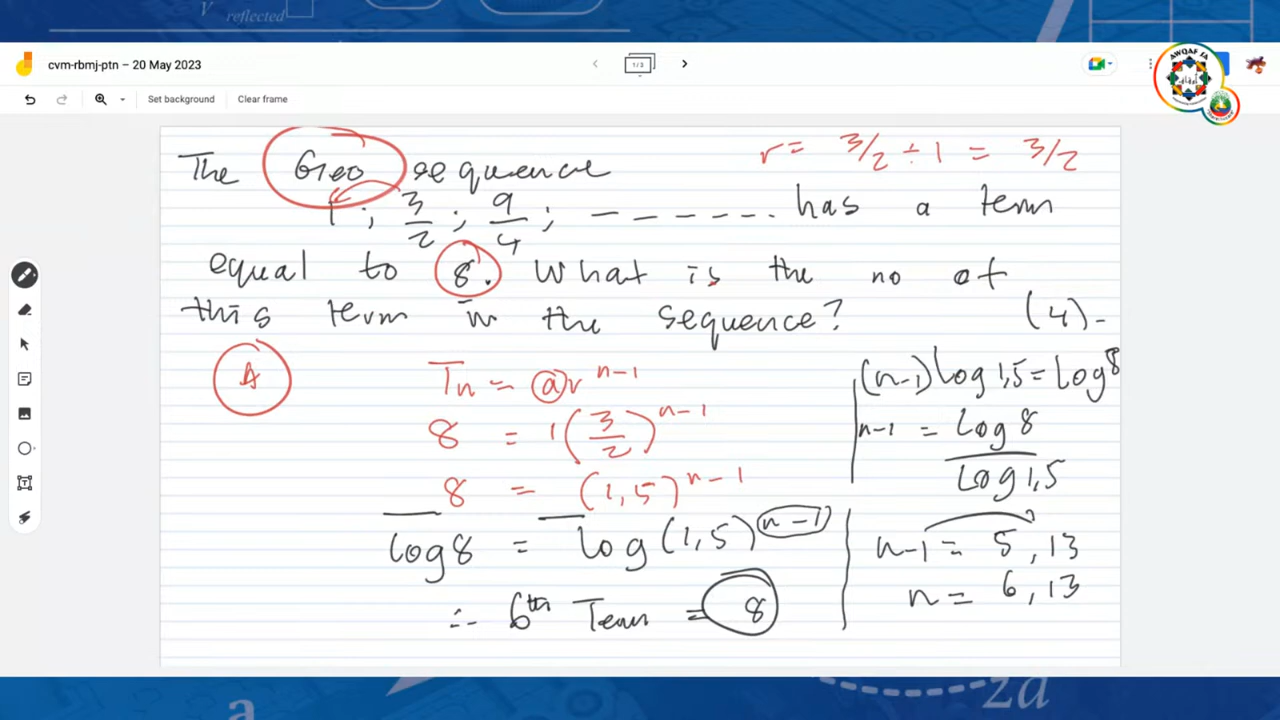 V reflected
cvm-rbmj-ptn – 20 May 2023
1/3
Set background
Clear frame
AWQAF SA
The Geo sequence
r = 3/2 ÷ 1 = 3/2
1 ; 3/2 ; 9/4 ; - - - - - - - . has a term
equal to 8. What is the no of
this term in the sequence? (4) -
A
Tn = ar^n-1
8 = 1(3/2)^n-1
8 = (1,5)^n-1
log 8 = log (1,5)^n-1
∴ 6th Term = 8
(n-1) log 1,5 = log 8
n-1 = log 8 / log 1,5
n-1 = 5,13
n = 6,13
a
2a